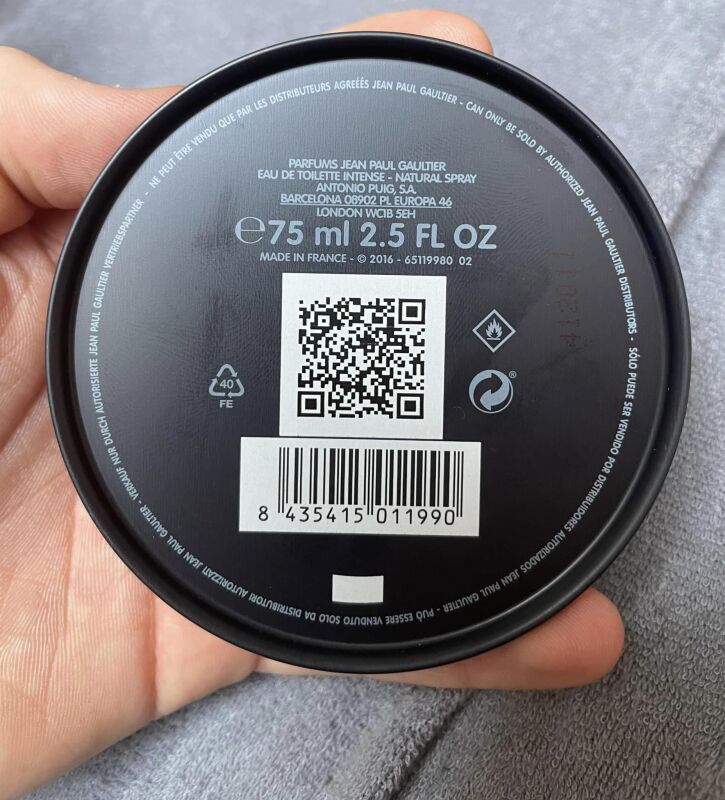 NE PEUT ÊTRE VENDU QUE PAR LES DISTRIBUTEURS AGREÉÉS JEAN PAUL GAULTIER - CAN ONLY BE SOLD BY AUTHORIZED JEAN PAUL GAULTIER DISTRIBUTORS - SÓLO PUEDE SER VENDIDO POR DISTRIBUIDORES AUTORIZADOS JEAN PAUL GAULTIER - PUÒ ESSERE VENDUTO SOLO DA DISTRIBUTORI AUTORIZZATI JEAN PAUL GAULTIER - VERKAUF NUR DURCH AUTORISIERTE JEAN PAUL GAULTIER VERTRIEBSPARTNER -
PARFUMS JEAN PAUL GAULTIER
EAU DE TOILETTE INTENSE - NATURAL SPRAY
ANTONIO PUIG, S.A.
BARCELONA 08902 PL EUROPA 46
LONDON WC1B 5EH
℮75 ml 2.5 FL OZ
MADE IN FRANCE - © 2016 - 65119980 02
40
FE
®
8 435415 011990